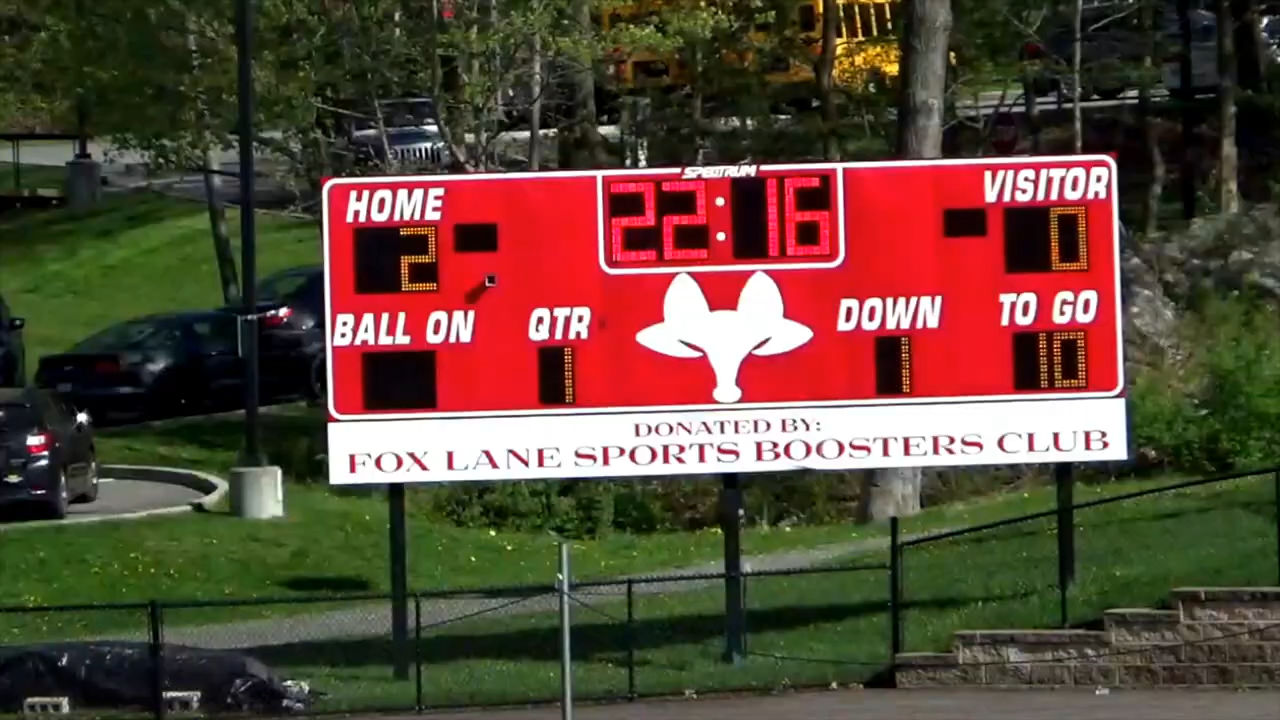 SPECTRUM
HOME 22:16 VISITOR
2 0
BALL ON QTR DOWN TO GO
1 1 10
DONATED BY:
FOX LANE SPORTS BOOSTERS CLUB